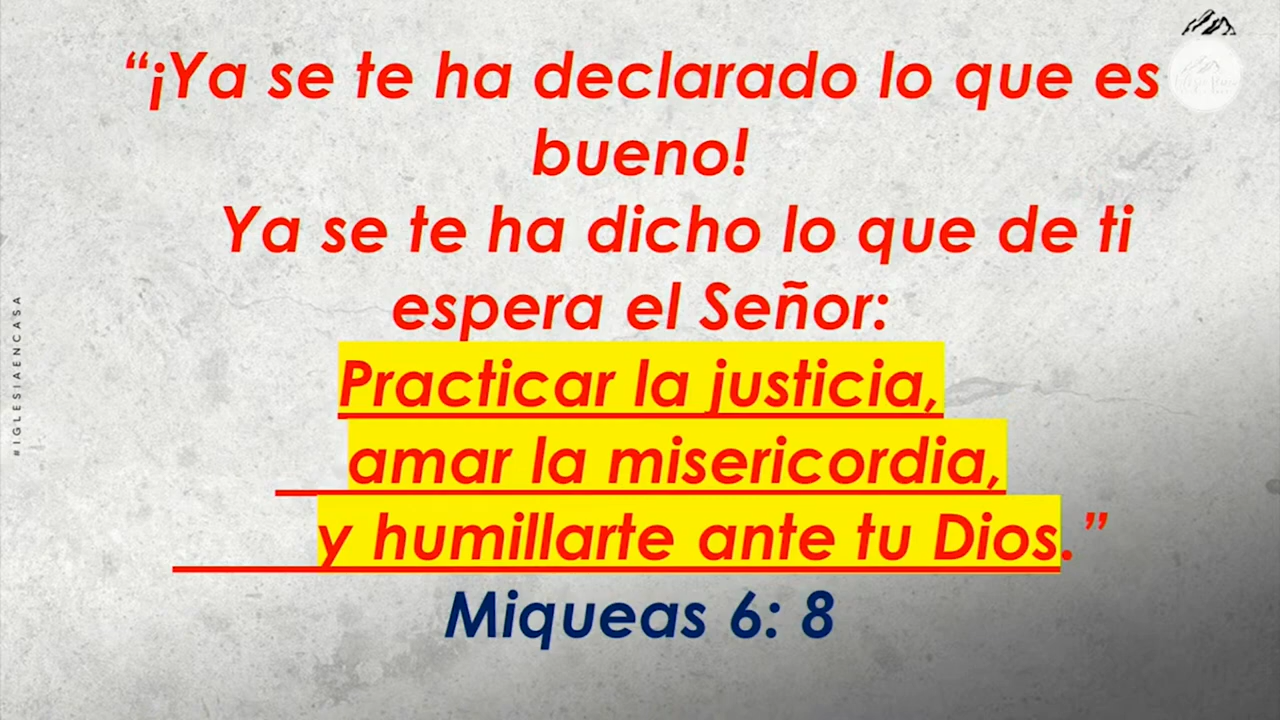 “¡Ya se te ha declarado lo que es
bueno!
Ya se te ha dicho lo que de ti
espera el Señor:
Practicar la justicia,
amar la misericordia,
y humillarte ante tu Dios.”
Miqueas 6: 8
#IGLESIAENCASA